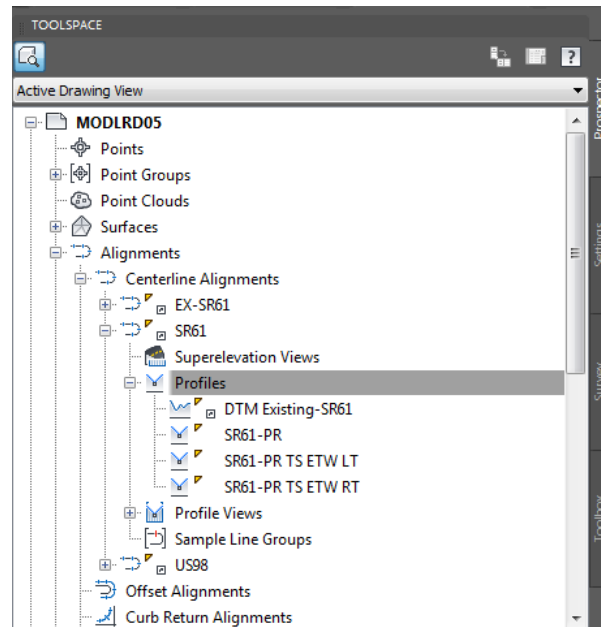 TOOLSPACE
?
Active Drawing View
MODLRD05
Points
Point Groups
Point Clouds
Surfaces
Alignments
Centerline Alignments
EX-SR61
SR61
Superelevation Views
Profiles
DTM Existing-SR61
SR61-PR
SR61-PR TS ETW LT
SR61-PR TS ETW RT
Profile Views
Sample Line Groups
US98
Offset Alignments
Curb Return Alignments
Prospector
Settings
Survey
Toolbox